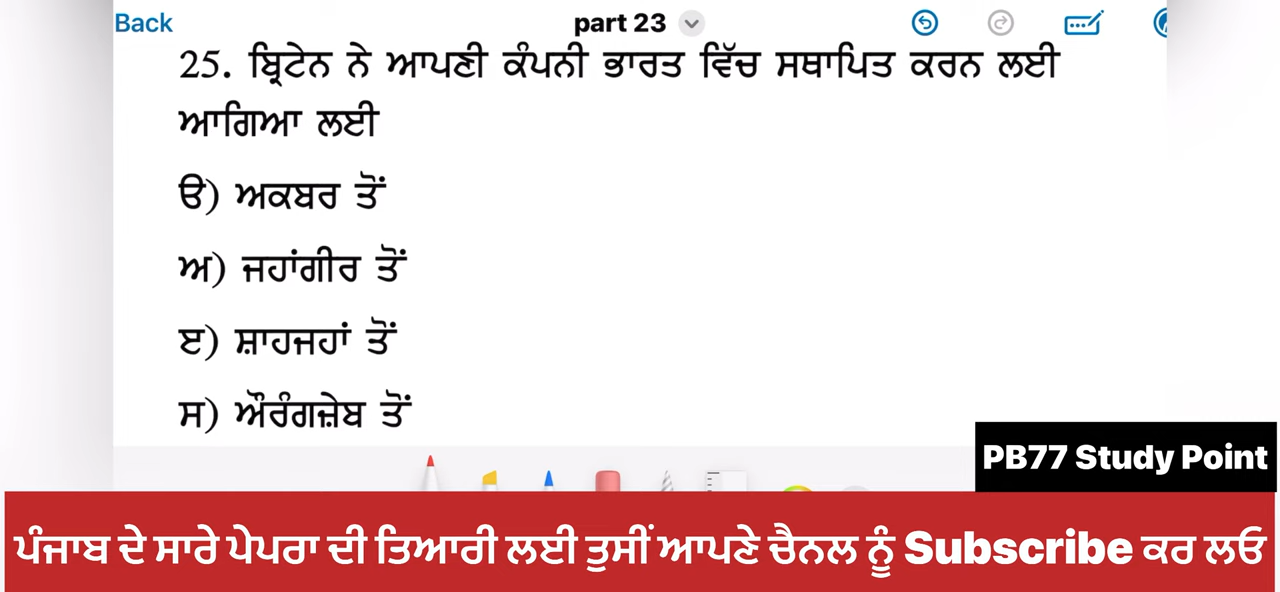 Back
part 23
25. ਬ੍ਰਿਟੇਨ ਨੇ ਆਪਣੀ ਕੰਪਨੀ ਭਾਰਤ ਵਿੱਚ ਸਥਾਪਿਤ ਕਰਨ ਲਈ
ਆਗਿਆ ਲਈ
ੳ) ਅਕਬਰ ਤੋਂ
ਅ) ਜਹਾਂਗੀਰ ਤੋਂ
ੲ) ਸ਼ਾਹਜਹਾਂ ਤੋਂ
ਸ) ਔਰੰਗਜ਼ੇਬ ਤੋਂ
PB77 Study Point
ਪੰਜਾਬ ਦੇ ਸਾਰੇ ਪੇਪਰਾ ਦੀ ਤਿਆਰੀ ਲਈ ਤੁਸੀਂ ਆਪਣੇ ਚੈਨਲ ਨੂੰ Subscribe ਕਰ ਲਓ